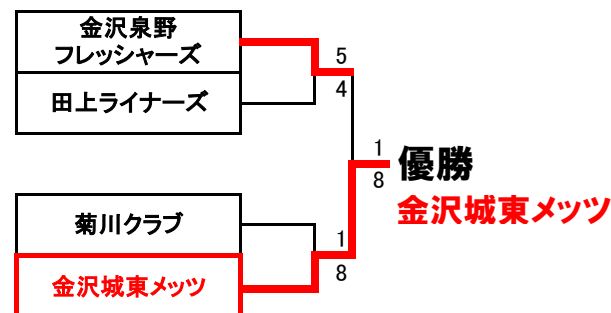 金沢泉野
フレッシャーズ
5
4
田上ライナーズ
1
8
優勝
金沢城東メッツ
菊川クラブ
1
8
金沢城東メッツ